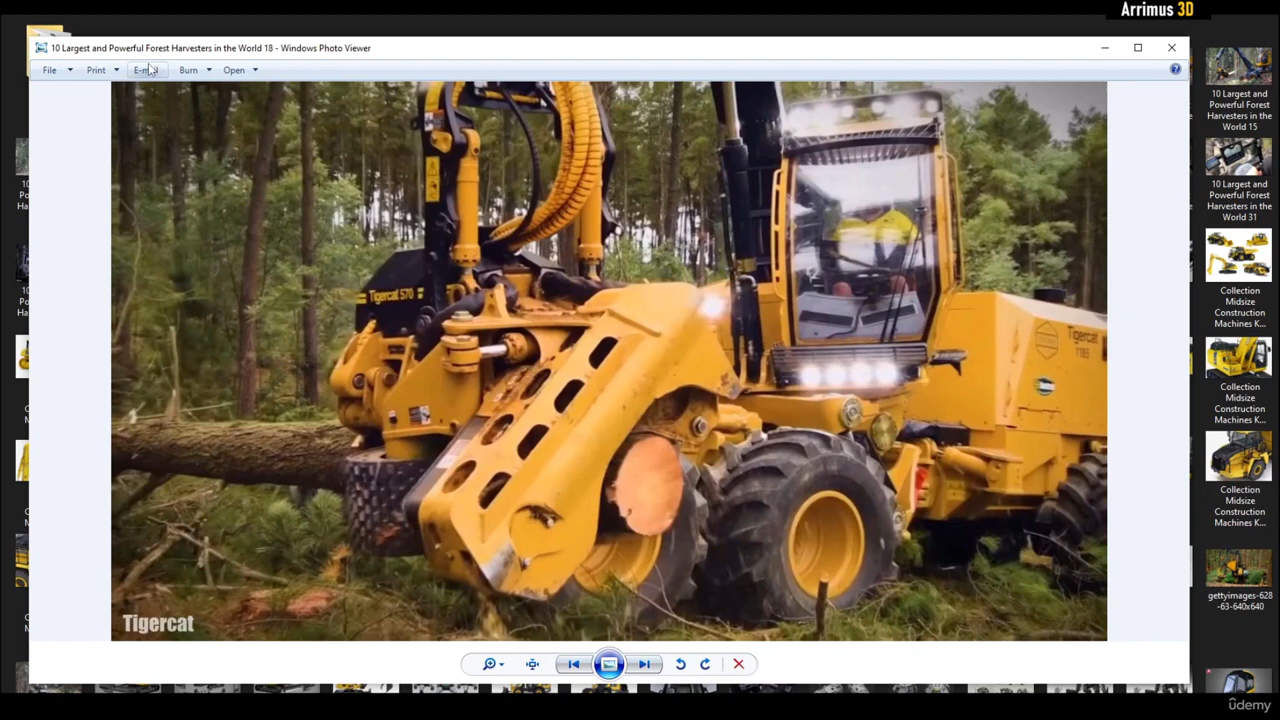 Arrimus 3D
10 Largest and Powerful Forest Harvesters in the World 18 - Windows Photo Viewer
File
Print
Burn
Open
Tigercat 570
Tigercat
1185
Tigercat
10 Largest
and Powerful
Forest
Harvesters in
the World 15
10 Largest
and Powerful
Forest
Harvesters in
the World 31
Collection
Midsize
Construction
Machines K...
Collection
Midsize
Construction
Machines K...
Collection
Midsize
Construction
Machines K...
gettyimages-628
-63-640x640
ûdemy